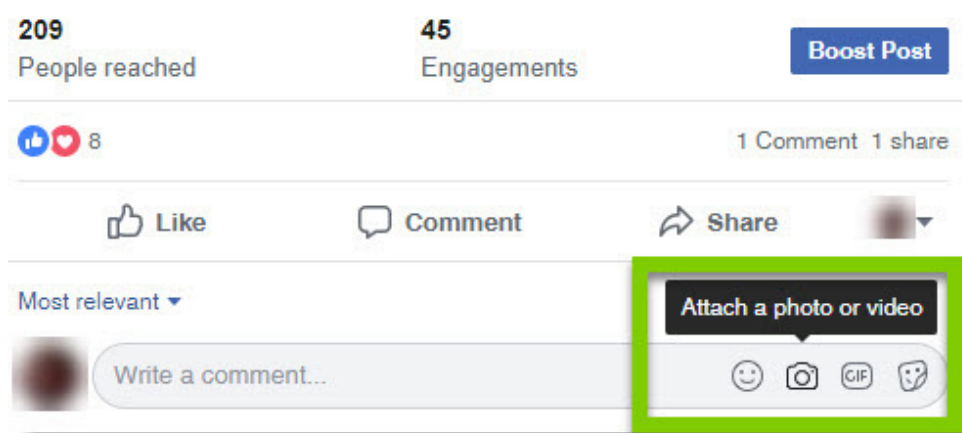 209 45
People reached Engagements Boost Post
8 1 Comment 1 share
Like Comment Share
Most relevant Attach a photo or video
Write a comment... GIF